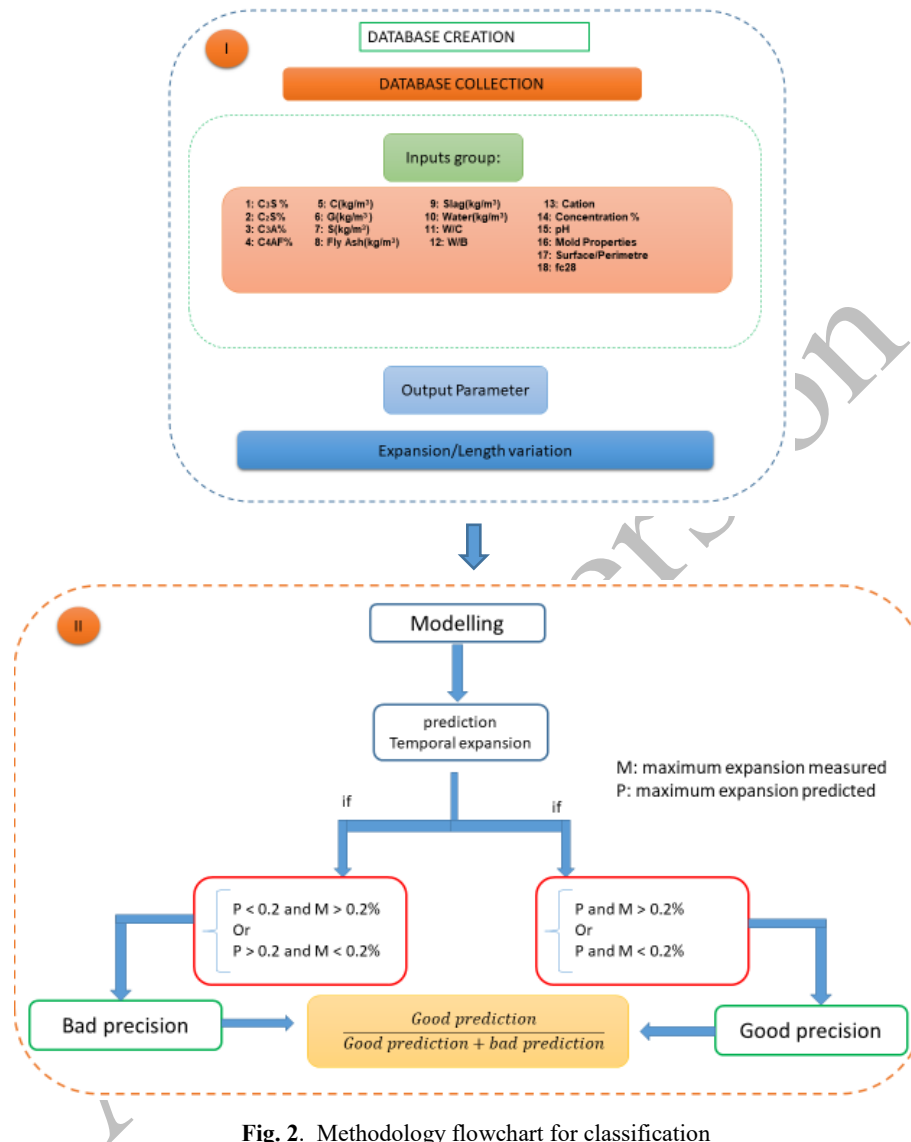 I
DATABASE CREATION
DATABASE COLLECTION
Inputs group:
1: C3S % 5: C(kg/m³) 9: Slag(kg/m³) 13: Cation
2: C2S% 6: G(kg/m³) 10: Water(kg/m³) 14: Concentration %
3: C3A% 7: S(kg/m³) 11: W/C 15: pH
4: C4AF% 8: Fly Ash(kg/m³) 12: W/B 16: Mold Properties
17: Surface/Perimetre
18: fc28
Output Parameter
Expansion/Length variation
II
Modelling
prediction
Temporal expansion
M: maximum expansion measured
P: maximum expansion predicted
if if
P < 0.2 and M > 0.2%
Or
P > 0.2 and M < 0.2%
P and M > 0.2%
Or
P and M < 0.2%
Bad precision
Good prediction
Good prediction + bad prediction
Good precision
Fig. 2. Methodology flowchart for classification